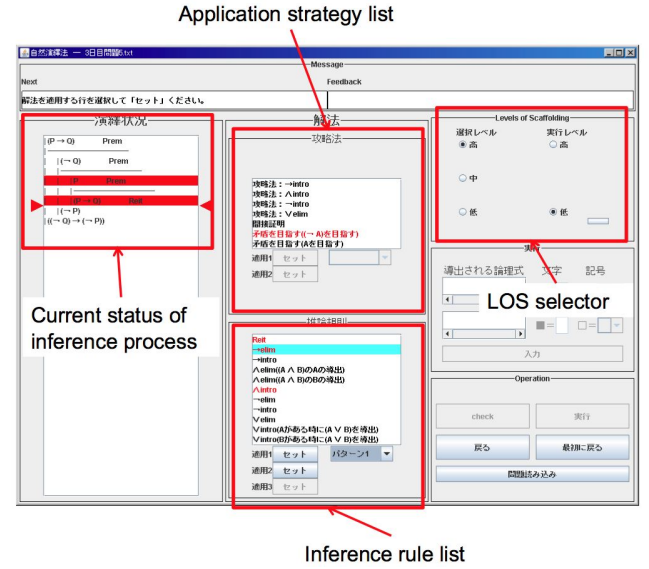 Application strategy list
自然演繹法 — 3日目問題5.txt
Message
Next Feedback
解法を適用する行を選択して「セット」ください。
演繹状況
|(P → Q) Prem
| |(¬ Q) Prem
| | |P Prem
| | | |(P → Q) Reit
| |(¬ P)
|((¬ Q) → (¬ P))
Current status of
inference process
解法
攻略法
攻略法：→intro
攻略法：∧intro
攻略法：¬intro
攻略法：∨elim
間接証明
矛盾を目指す((¬ A)を目指す)
矛盾を目指す(Aを目指す)
適用1 セット
適用2 セット
推論規則
Reit
→elim
→intro
∧elim((A ∧ B)のAの導出)
∧elim((A ∧ B)のBの導出)
∧intro
¬elim
¬intro
∨elim
∨intro(Aがある時に(A ∨ B)を導出)
∨intro(Bがある時に(A ∨ B)を導出)
適用1 セット パターン1
適用2 セット
適用3 セット
Inference rule list
Levels of Scaffolding
選択レベル 実行レベル
高 高
中
低 低
LOS selector
実行
導出される論理式 文字 記号
■= □=
入力
Operation
check 実行
戻る 最初に戻る
問題読み込み